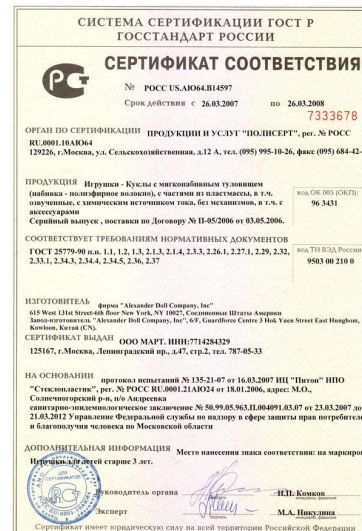 СИСТЕМА СЕРТИФИКАЦИИ ГОСТ Р
ГОССТАНДАРТ РОССИИ
СЕРТИФИКАТ СООТВЕТСТВИЯ
№ РОСС US.АЮ64.В14597
Срок действия с 26.03.2007 по 26.03.2008
7333678
ОРГАН ПО СЕРТИФИКАЦИИ ПРОДУКЦИИ И УСЛУГ "ПОЛИСЕРТ", рег. № РОСС
RU.0001.10АЮ64
129226, г.Москва, ул. Сельскохозяйственная, д.12 А, тел. (095) 995-10-26, факс (095) 684-42-
ПРОДУКЦИЯ Игрушки - Куклы с мягконабивным туловищем
(набивка - полиэфирное волокно), с частями из пластмассы, в т.ч.
озвученные, с химическим источником тока, без механизмов, в т.ч. с
аксессуарами
Серийный выпуск , поставки по Договору № II-05/2006 от 03.05.2006.
код ОК 005 (ОКП):
96 3431
СООТВЕТСТВУЕТ ТРЕБОВАНИЯМ НОРМАТИВНЫХ ДОКУМЕНТОВ
ГОСТ 25779-90 п.п. 1.1, 1.2, 1.3, 2.1.3, 2.1.4, 2.3.3, 2.26.1, 2.27.1, 2.29, 2.32,
2.33.1, 2.34.3, 2.34.4, 2.34.5, 2.36, 2.37
код ТН ВЭД России
9503 00 210 0
ИЗГОТОВИТЕЛЬ фирма "Alexander Doll Company, Inc"
615 West 131st Street-6th floor New York, NY 10027, Соединенные Штаты Америки
Завод-изготовитель "Alexander Doll Company, Inc", 6/F, Guardforce Centre 3 Hok Yuen Street East Hunghom,
Kowloon, Китай (CN).
СЕРТИФИКАТ ВЫДАН ООО МАРТ. ИНН:7714284329
125167, г.Москва, Ленинградский пр., д.47, стр.2, тел. 787-05-33
НА ОСНОВАНИИ протокол испытаний № 135-21-07 от 16.03.2007 ИЦ "Питон" НПО
"Стеклопластик", рег. № РОСС RU.0001.21АЮ24 от 18.01.2006, адрес: М.О.,
Солнечногорский р-н, п/о Андреевка
санитарно-эпидемиологическое заключение № 50.99.05.963.П.004091.03.07 от 23.03.2007 до
21.03.2012 Управление Федеральной службы по надзору в сфере защиты прав потребителе
и благополучия человека по Московской области
ДОПОЛНИТЕЛЬНАЯ ИНФОРМАЦИЯ Место нанесения знака соответствия: на маркиро
Игрушки для детей старше 3 лет.
Руководитель органа
Н.П. Комков
Эксперт
М.А. Никулина
Сертификат имеет юридическую силу на всей территории Российской Федерации